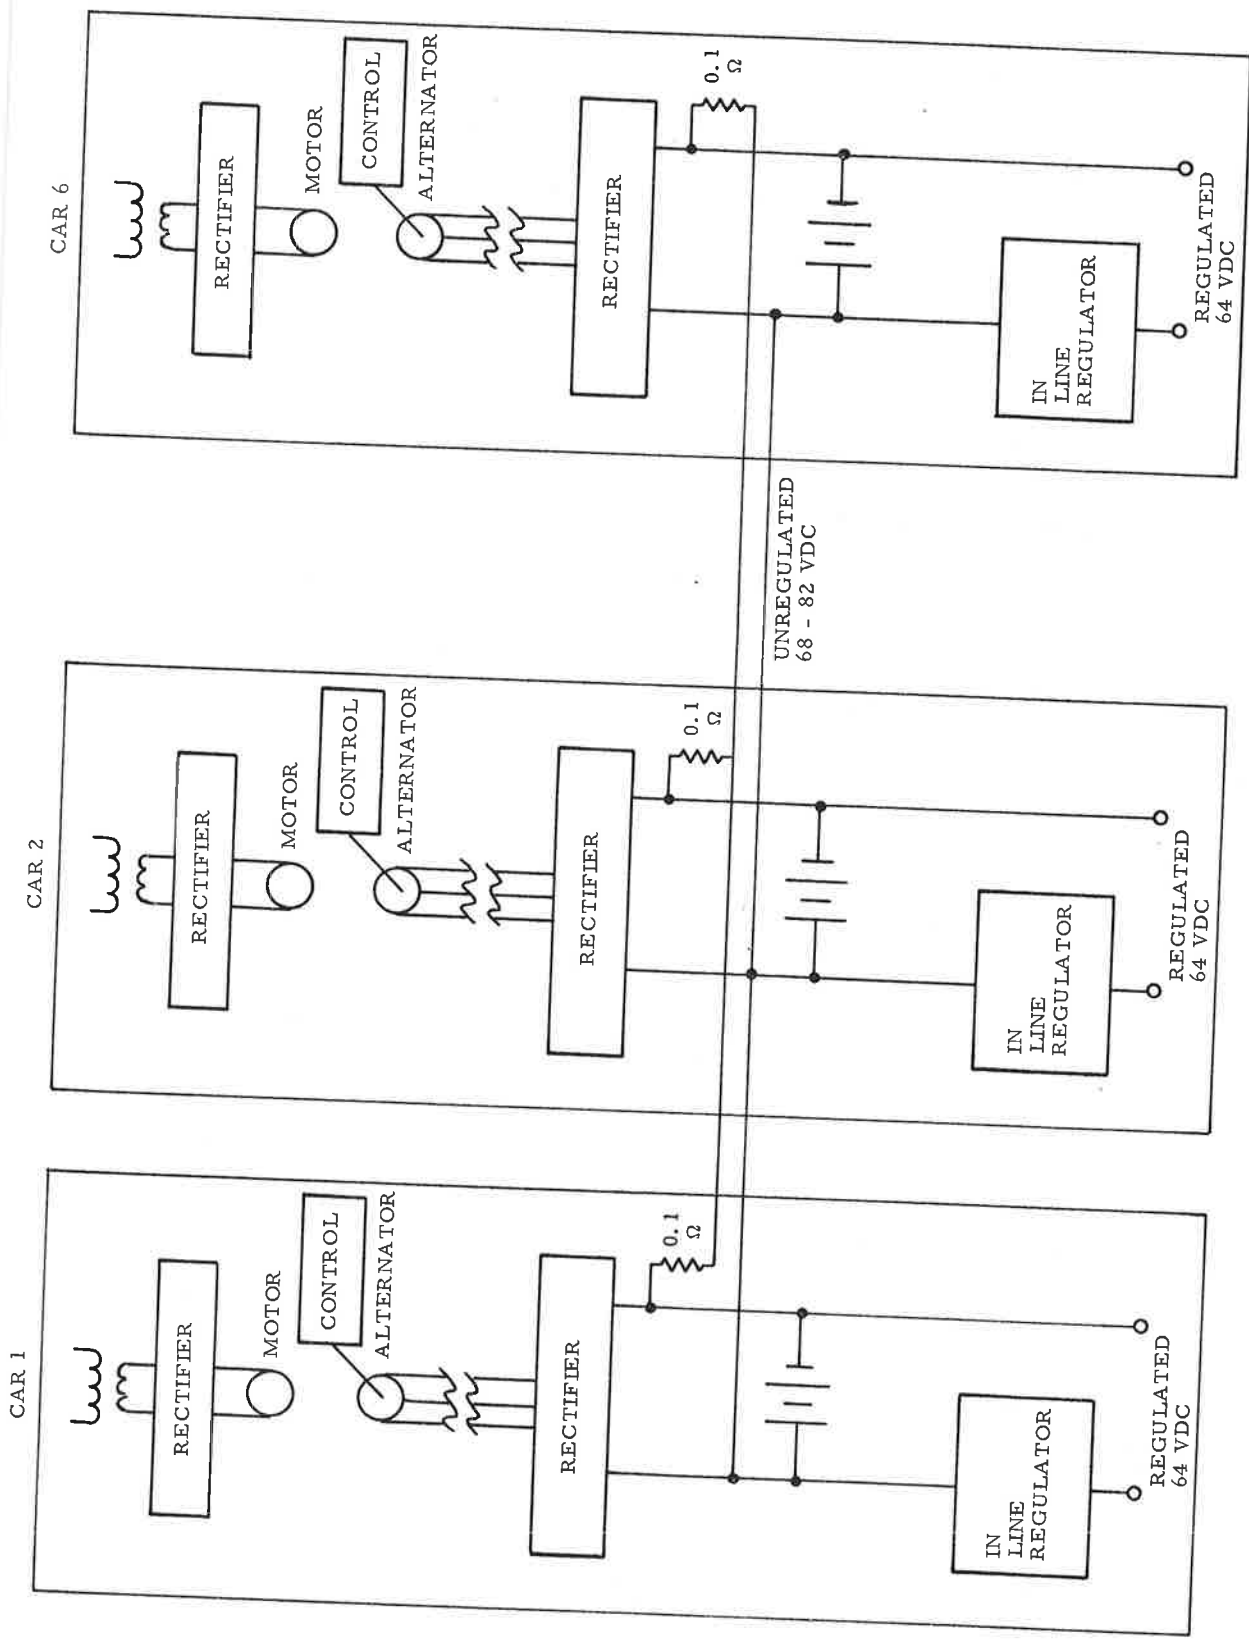 CAR 1
RECTIFIER
MOTOR
CONTROL
ALTERNATOR
RECTIFIER
0.1
Ω
IN
LINE
REGULATOR
REGULATED
64 VDC
CAR 2
RECTIFIER
MOTOR
CONTROL
ALTERNATOR
RECTIFIER
0.1
Ω
IN
LINE
REGULATOR
REGULATED
64 VDC
UNREGULATED
68 - 82 VDC
CAR 6
RECTIFIER
MOTOR
CONTROL
ALTERNATOR
RECTIFIER
0.1
Ω
IN
LINE
REGULATOR
REGULATED
64 VDC